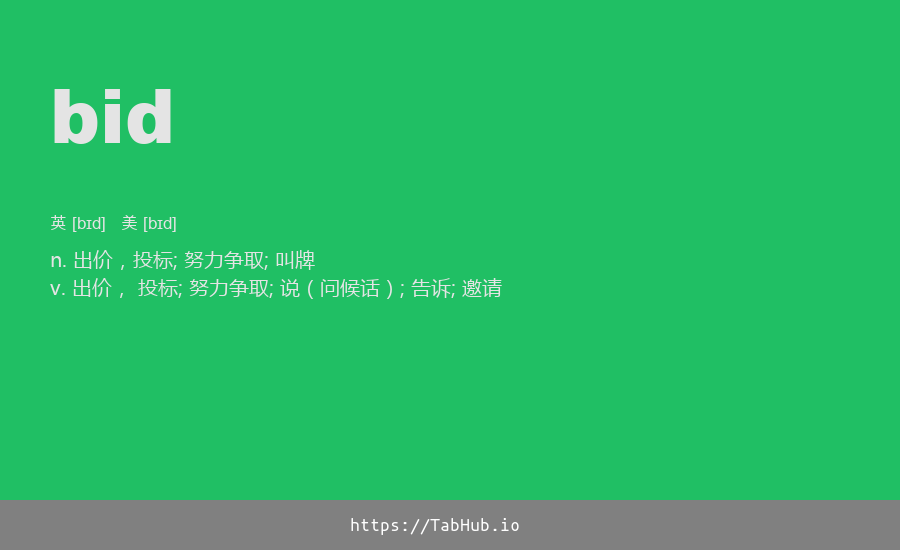 bid
英 [bɪd] 美 [bɪd]
n. 出价，投标; 努力争取; 叫牌
v. 出价， 投标; 努力争取; 说（问候话）; 告诉; 邀请
https://TabHub.io